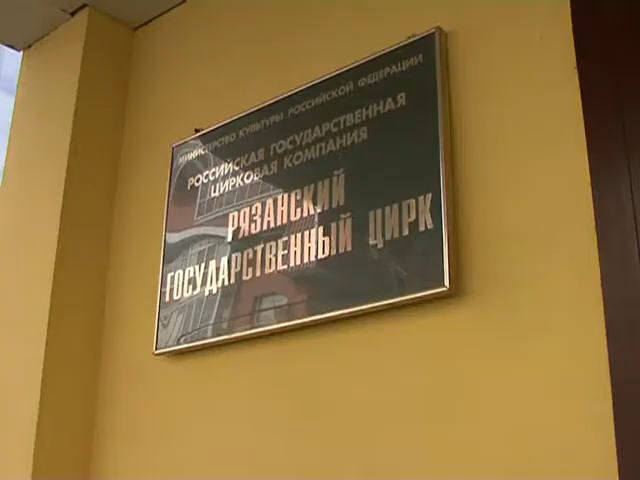 МИНИСТЕРСТВО КУЛЬТУРЫ РОССИЙСКОЙ ФЕДЕРАЦИИ
РОССИЙСКАЯ ГОСУДАРСТВЕННАЯ
ЦИРКОВАЯ КОМПАНИЯ
РЯЗАНСКИЙ
ГОСУДАРСТВЕННЫЙ ЦИРК